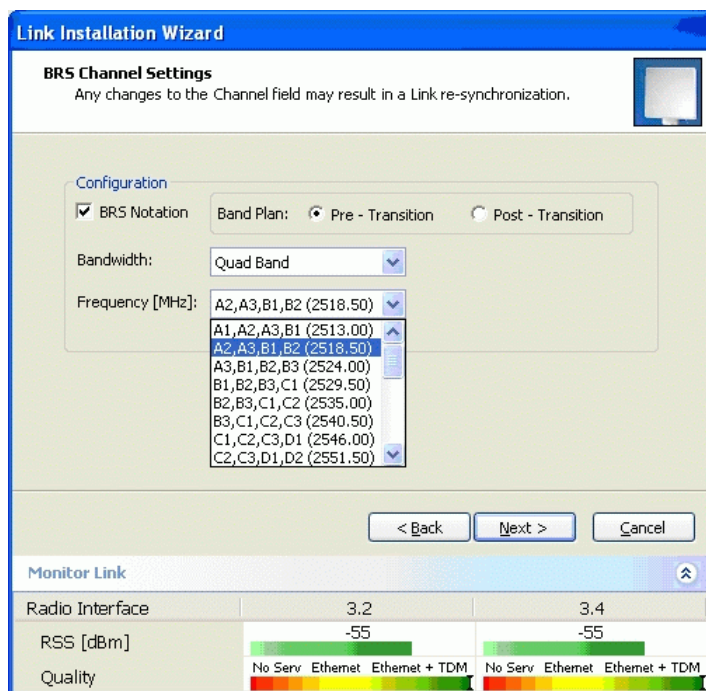 Link Installation Wizard
BRS Channel Settings
Any changes to the Channel field may result in a Link re-synchronization.
Configuration
BRS Notation Band Plan: Pre - Transition Post - Transition
Bandwidth: Quad Band
Frequency [MHz]: A2,A3,B1,B2 (2518.50)
A1,A2,A3,B1 (2513.00)
A2,A3,B1,B2 (2518.50)
A3,B1,B2,B3 (2524.00)
B1,B2,B3,C1 (2529.50)
B2,B3,C1,C2 (2535.00)
B3,C1,C2,C3 (2540.50)
C1,C2,C3,D1 (2546.00)
C2,C3,D1,D2 (2551.50)
< Back Next > Cancel
Monitor Link
Radio Interface 3.2 3.4
RSS [dBm] -55 -55
Quality No Serv Ethernet Ethernet + TDM No Serv Ethernet Ethernet + TDM